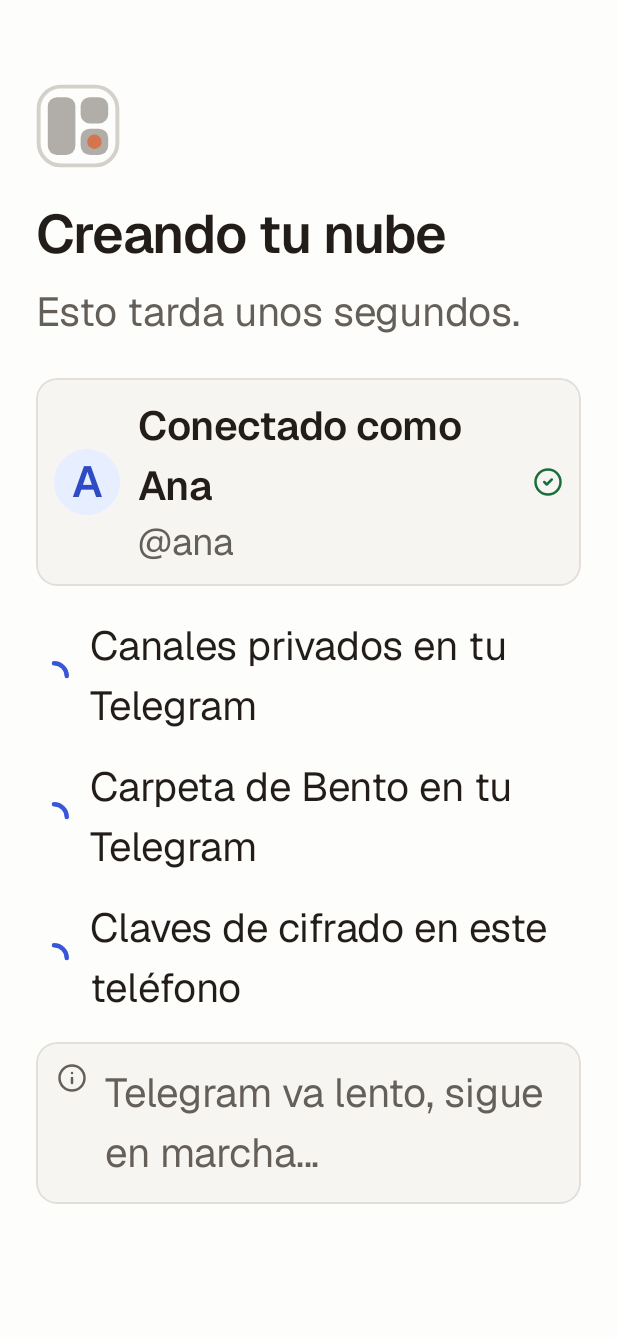 Creando tu nube
Esto tarda unos segundos.
Conectado como
Ana
A
@ana
Canales privados en tu
Telegram
Carpeta de Bento en tu
Telegram
Claves de cifrado en este
teléfono
Telegram va lento, sigue
en marcha...